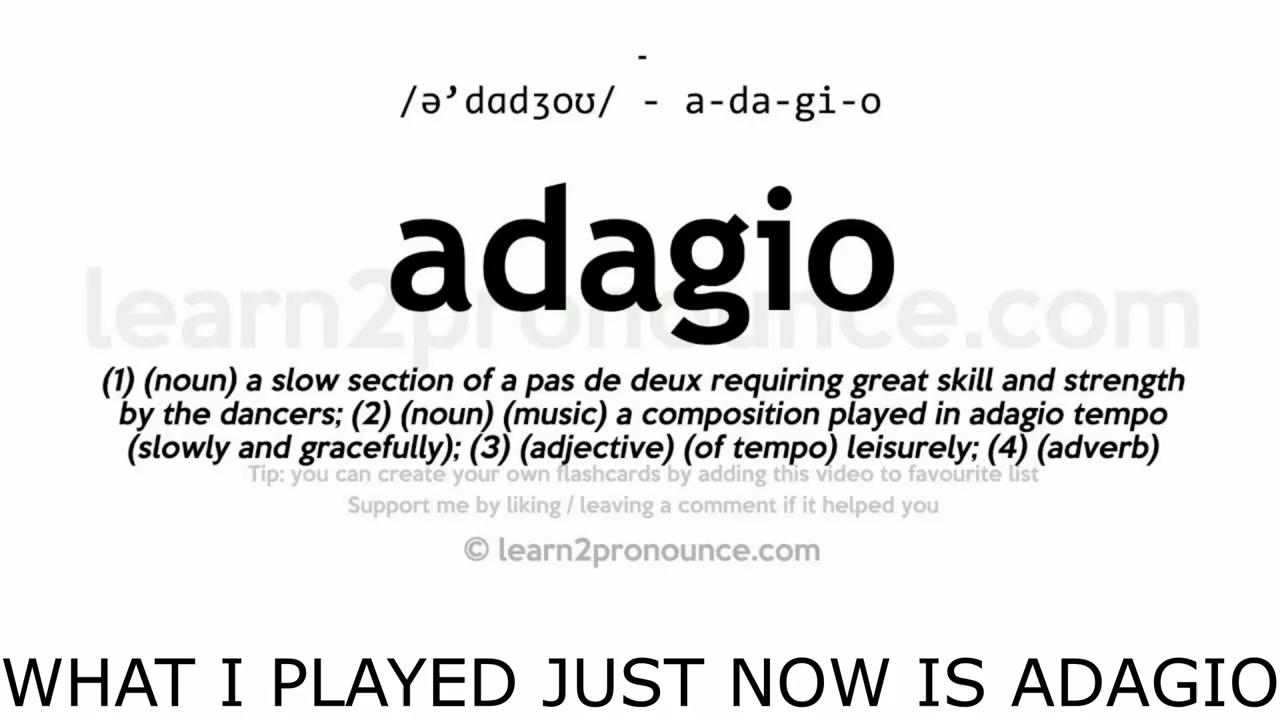 -
/ə’dɑdʒoʊ/ - a-da-gi-o
adagio
learn2pronounce.com
(1) (noun) a slow section of a pas de deux requiring great skill and strength
by the dancers; (2) (noun) (music) a composition played in adagio tempo
(slowly and gracefully); (3) (adjective) (of tempo) leisurely; (4) (adverb)
Tip: you can create your own flashcards by adding this video to favourite list
Support me by liking / leaving a comment if it helped you
© learn2pronounce.com
WHAT I PLAYED JUST NOW IS ADAGIO